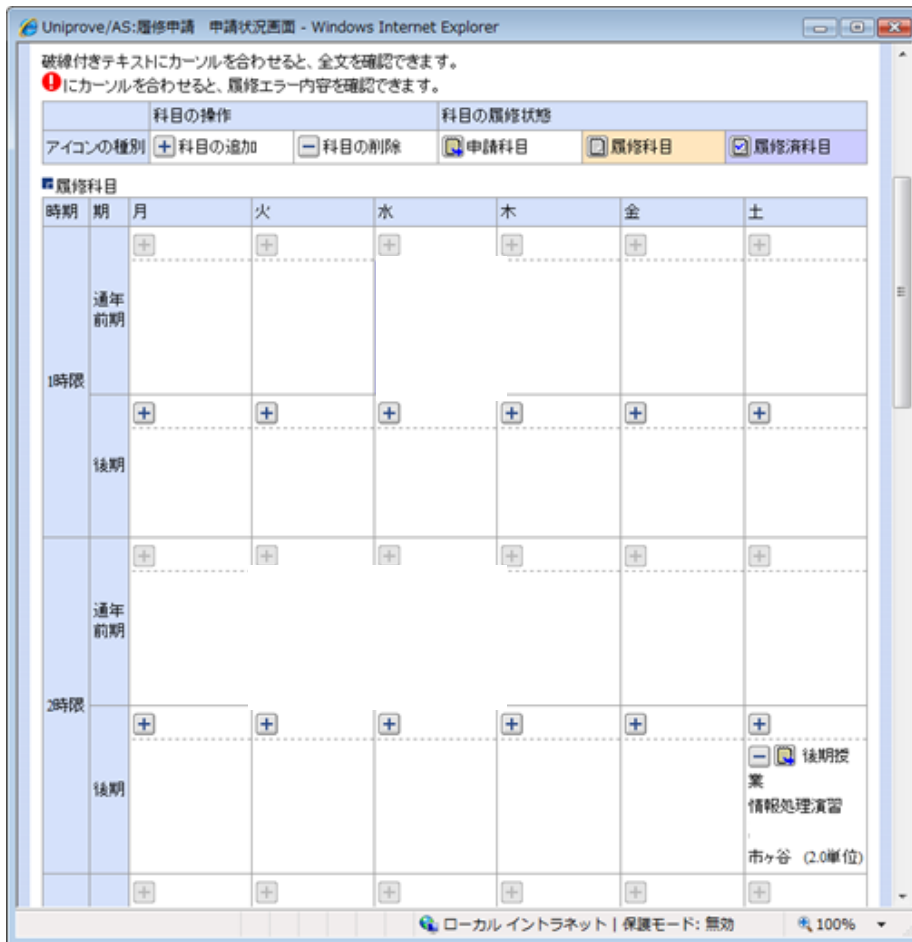 Uniprove/AS:履修申請 申請状況画面 - Windows Internet Explorer
破線付きテキストにカーソルを合わせると、全文を確認できます。
にカーソルを合わせると、履修エラー内容を確認できます。
科目の操作 科目の履修状態
アイコンの種別 科目の追加 科目の削除 申請科目 履修科目 履修済科目
履修科目
時期 期 月 火 水 木 金 土
通年
前期
1時限
後期
通年
前期
2時限
後期
後期授
業
情報処理演習
市ヶ谷 (2.0単位)
ローカル イントラネット | 保護モード: 無効 100%